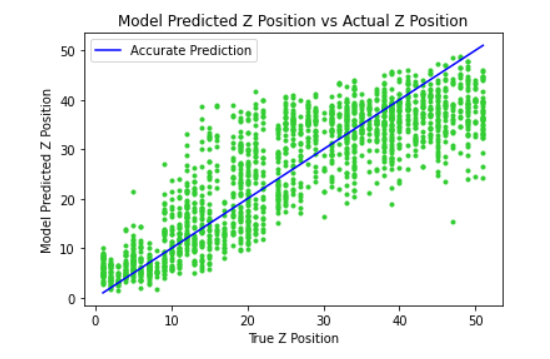 Model Predicted Z Position vs Actual Z Position
Accurate Prediction
50
40
30
20
10
0
Model Predicted Z Position
0 10 20 30 40 50
True Z Position